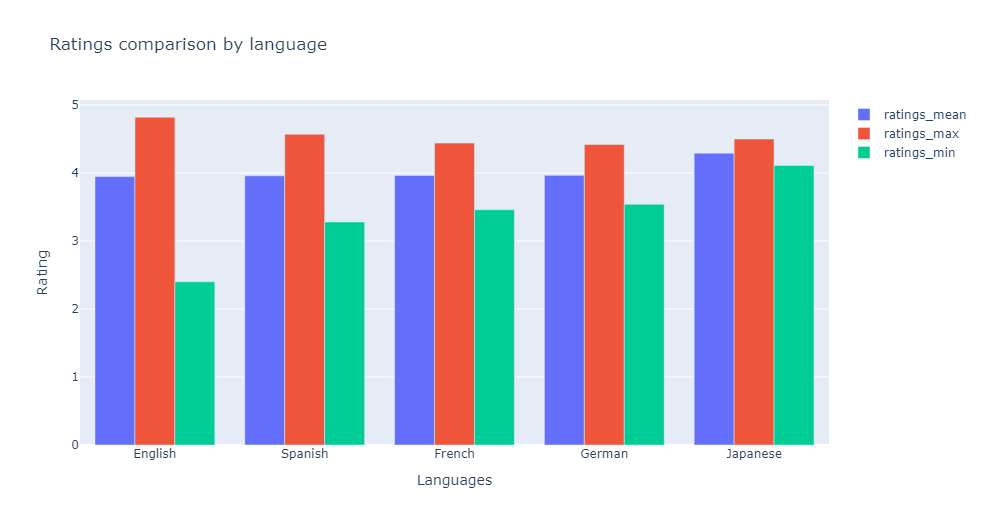 Ratings comparison by language
ratings_mean
ratings_max
ratings_min
5
4
3
2
1
0
Rating
English Spanish French German Japanese
Languages